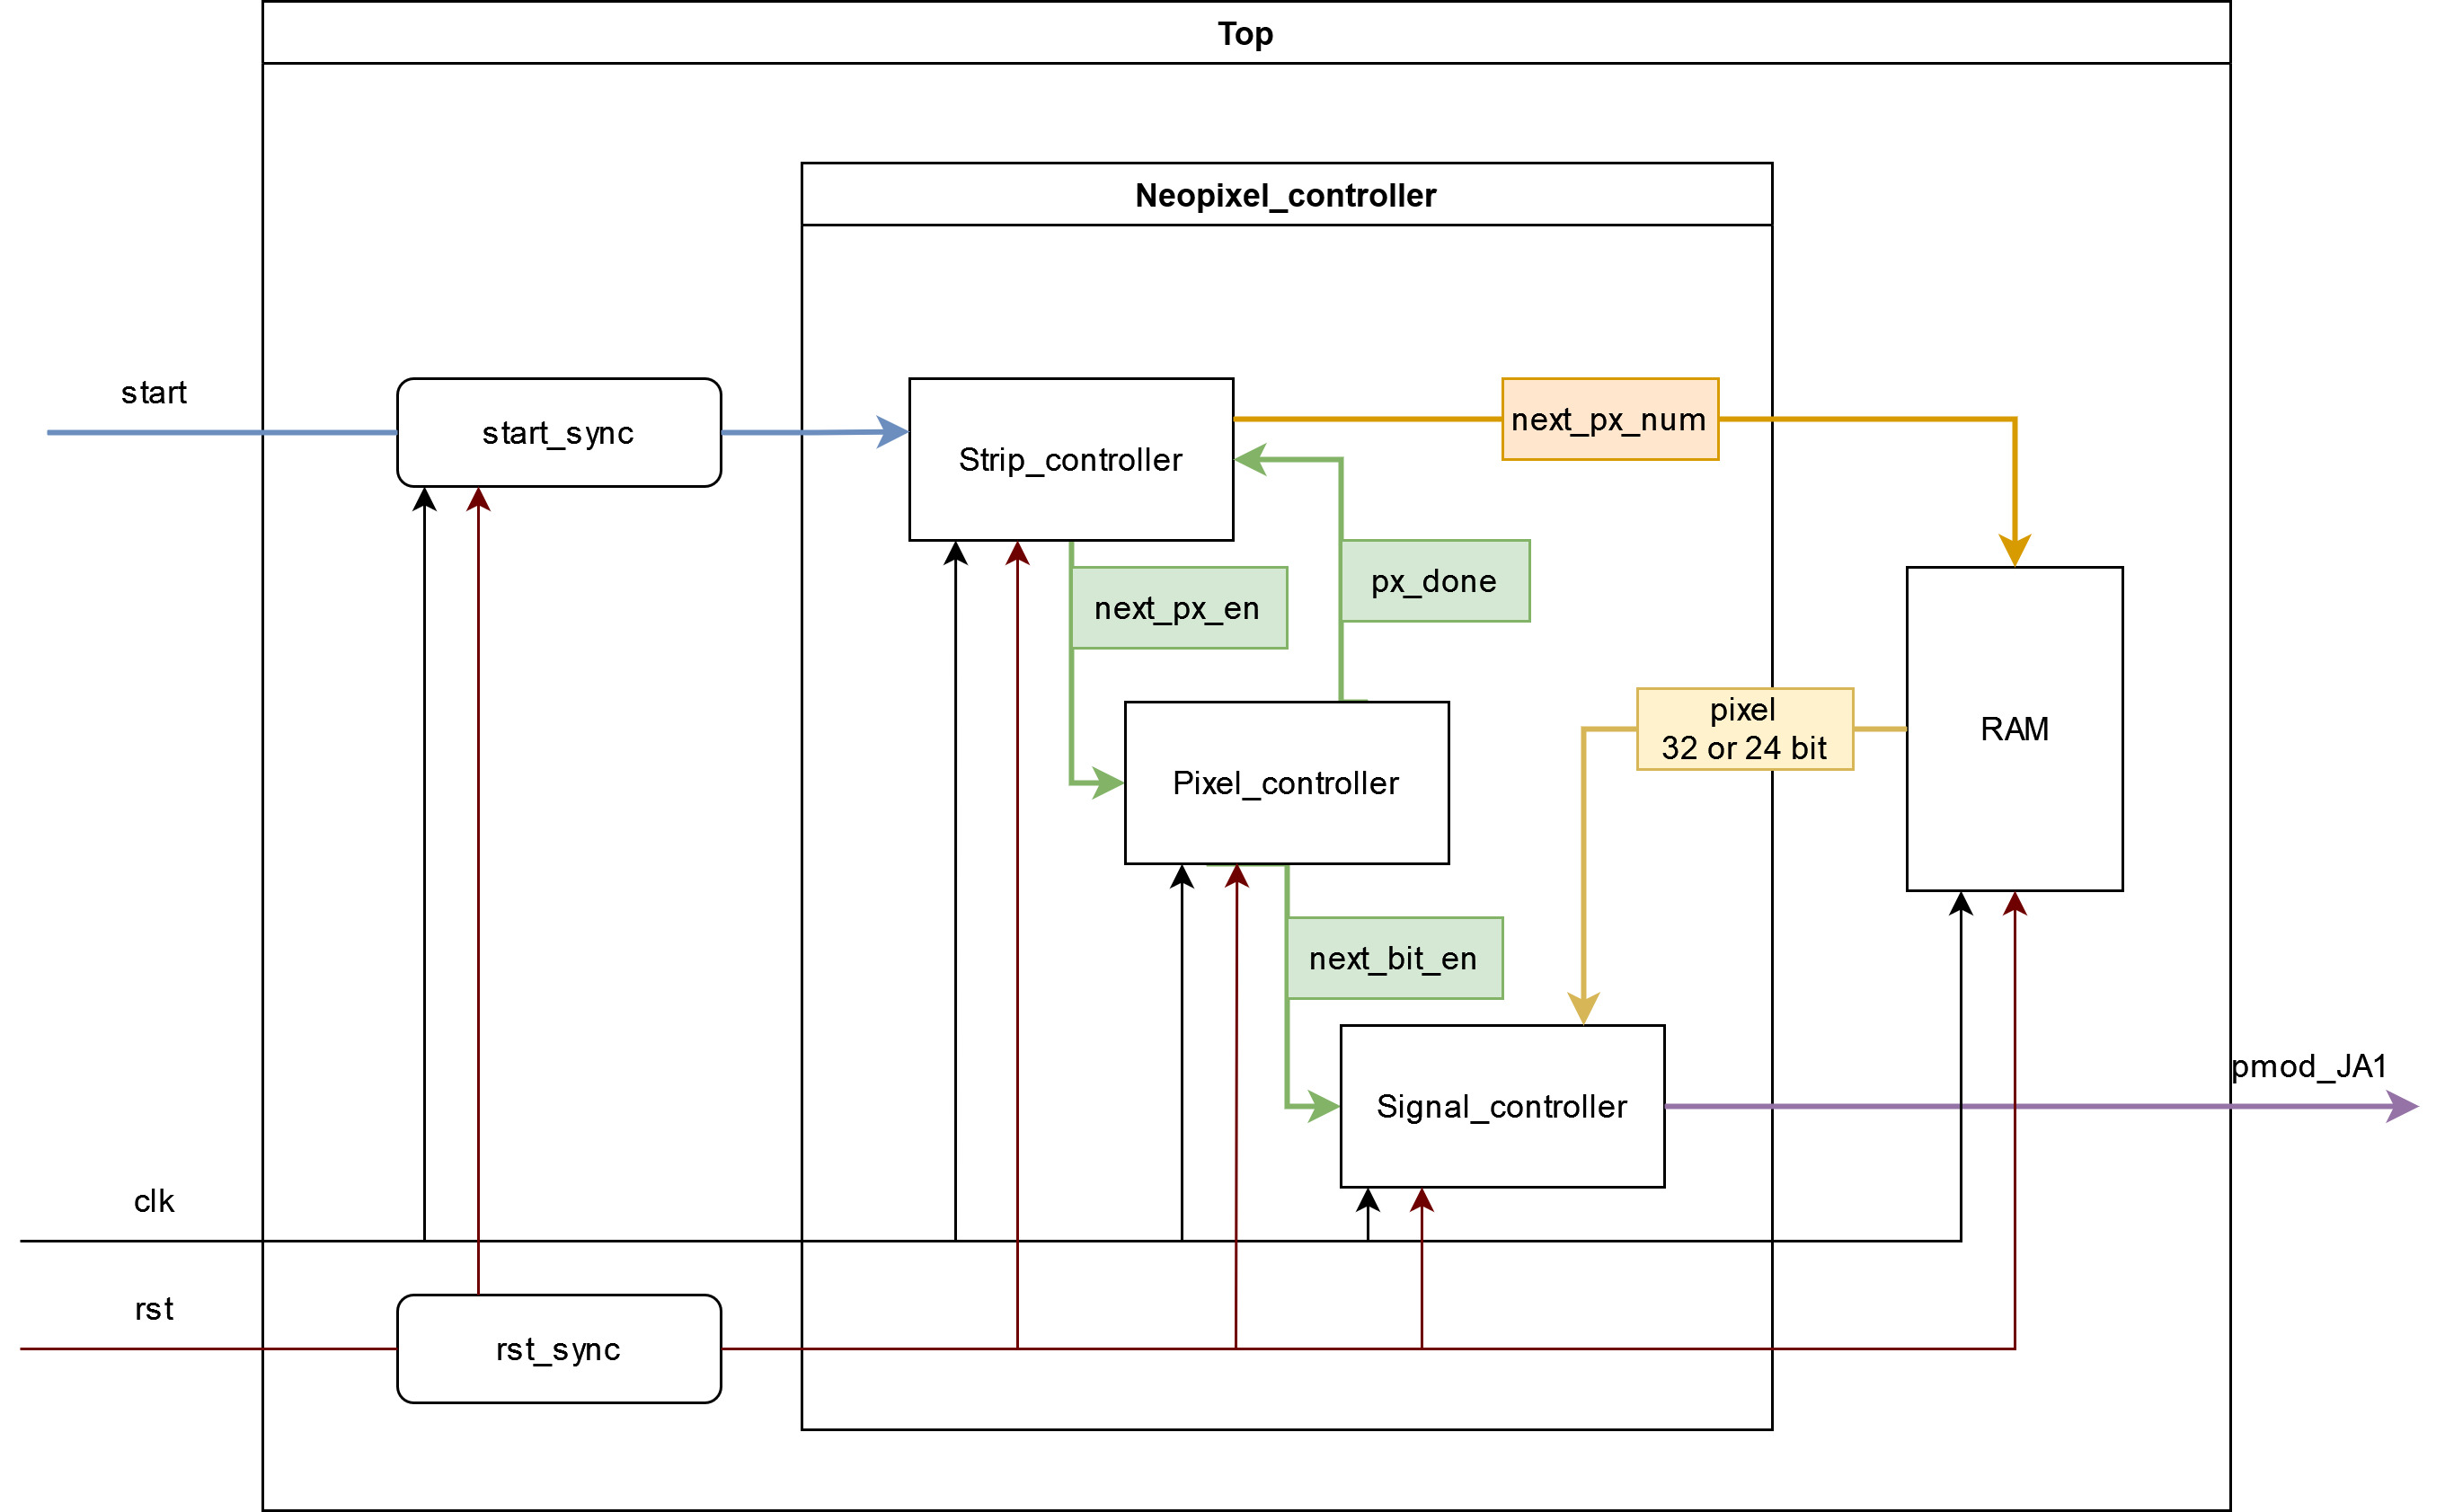 Top
Neopixel_controller
start
start_sync
Strip_controller
next_px_num
px_done
next_px_en
pixel
32 or 24 bit
RAM
Pixel_controller
next_bit_en
pmod_JA1
Signal_controller
clk
rst
rst_sync